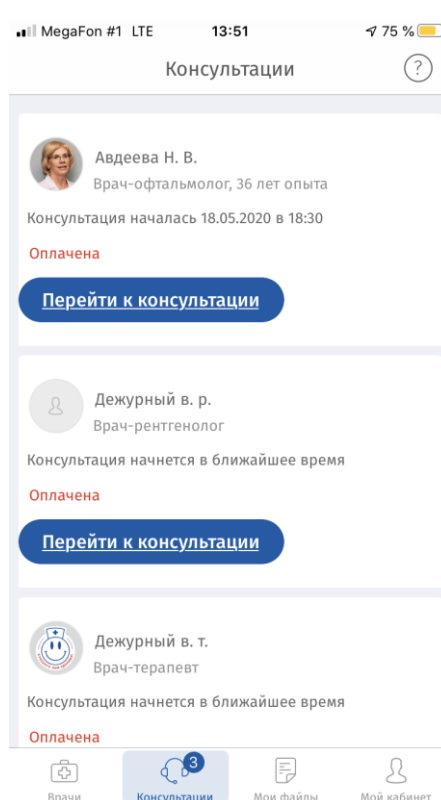 MegaFon #1 LTE 13:51 75 %
Консультации ?
Авдеева Н. В.
Врач-офтальмолог, 36 лет опыта
Консультация началась 18.05.2020 в 18:30
Оплачена
Перейти к консультации
Дежурный в. р.
Врач-рентгенолог
Консультация начнется в ближайшее время
Оплачена
Перейти к консультации
Дежурный в. т.
Врач-терапевт
Консультация начнется в ближайшее время
Оплачена
3
Врачи Консультации Мои файлы Мой кабинет